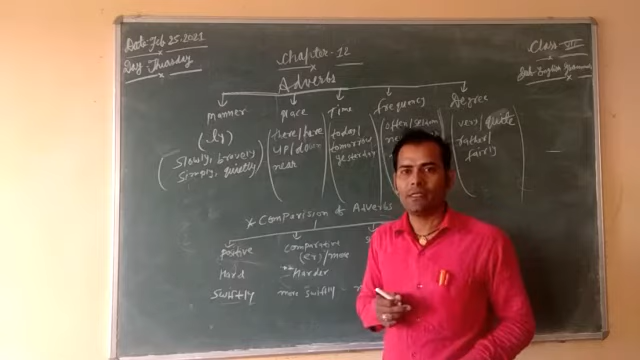 Date: Feb 25.2021
Day: Thursday
Chapter-12
Class-VII
Sub: English Grammar
Adverbs
Manner Place Time Frequency Degree
(ly) there/here today/ often/seldom very/quite
Slowly, bravely up/down tomorrow rather/
Simply, quietly near yesterday fairly
* Comparision of Adverbs
Positive Comparative
(er)/more
Hard Harder
Swiftly more swiftly